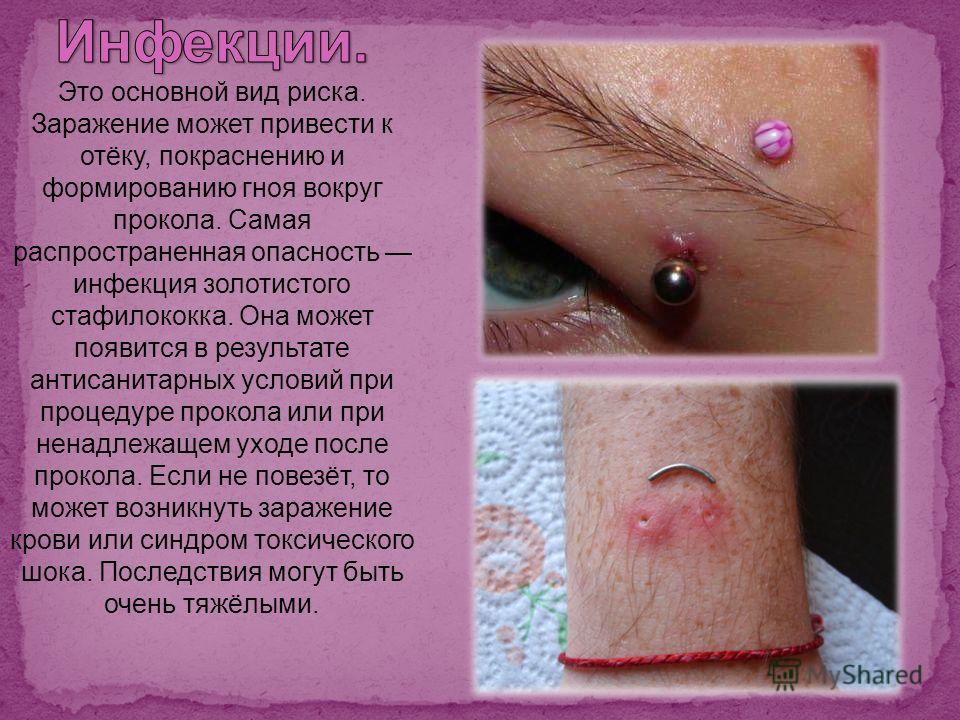 Инфекции.
Это основной вид риска.
Заражение может привести к
отёку, покраснению и
формированию гноя вокруг
прокола. Самая
распространенная опасность —
инфекция золотистого
стафилококка. Она может
появится в результате
антисанитарных условий при
процедуре прокола или при
ненадлежащем уходе после
прокола. Если не повезёт, то
может возникнуть заражение
крови или синдром токсического
шока. Последствия могут быть
очень тяжёлыми.
MyShared